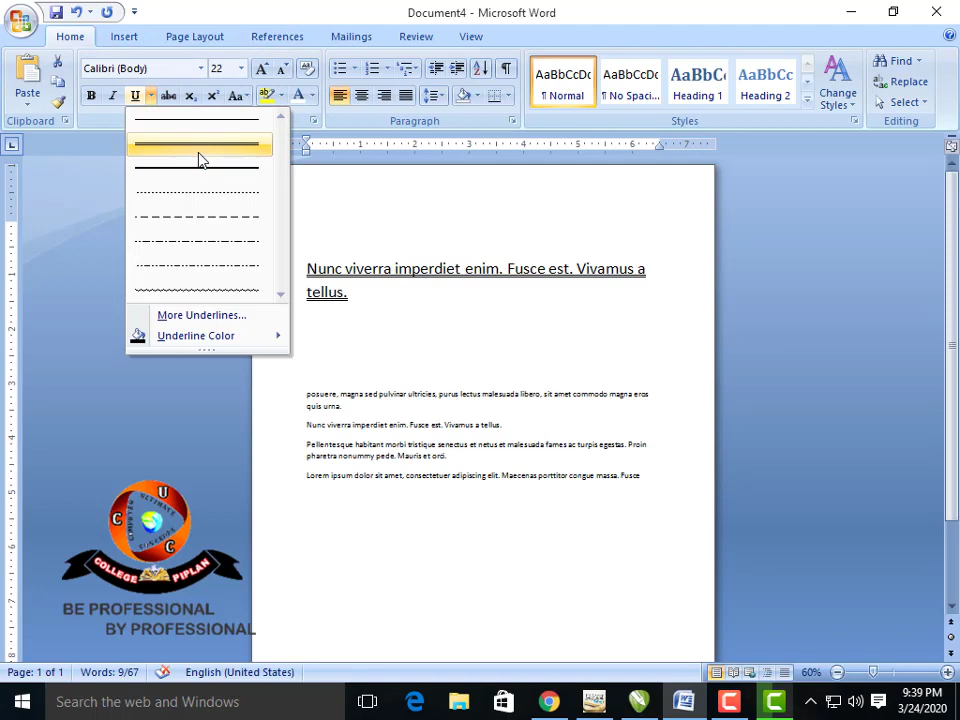 Document4 - Microsoft Word
Home Insert Page Layout References Mailings Review View
Calibri (Body) 22
Paste
B I U abc X₂ X² Aa A
AaBbCcDc AaBbCcDc AaBbCc AaBbCc
¶ Normal ¶ No Spaci... Heading 1 Heading 2
Change Styles
Find
Replace
Select
Clipboard Paragraph Styles Editing
More Underlines...
Underline Color
Nunc viverra imperdiet enim. Fusce est. Vivamus a
tellus.
posuere, magna sed pulvinar ultricies, purus lectus malesuada libero, sit amet commodo magna eros
quis urna.
Nunc viverra imperdiet enim. Fusce est. Vivamus a tellus.
Pellentesque habitant morbi tristique senectus et netus et malesuada fames ac turpis egestas. Proin
pharetra nonummy pede. Mauris et orci.
Lorem ipsum dolor sit amet, consectetuer adipiscing elit. Maecenas porttitor congue massa. Fusce
U
C
C
COLLEGE PIPLAN
BE PROFESSIONAL
BY PROFESSIONAL
Page: 1 of 1 Words: 9/67 English (United States) 60%
Search the web and Windows
9:39 PM
3/24/2020